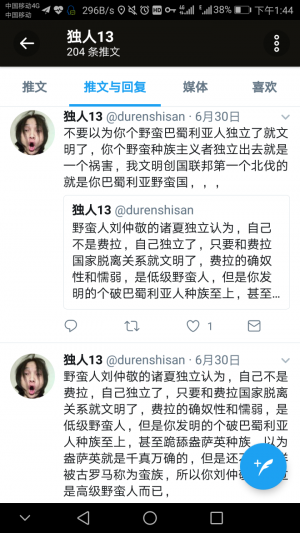 中国移动4G
中国移动4G
296B/s
HD
38%
下午1:44
独人13
204 条推文
推文
推文与回复
媒体
喜欢
独人13 @durenshisan · 6月30日
不要以为你个野蛮巴蜀利亚人独立了就文
明了，你个野蛮种族主义者独立出去就是
一个祸害，我文明创国联邦第一个北伐的
就是你巴蜀利亚野蛮国，，，
独人13 @durenshisan
野蛮人刘仲敬的诸夏独立认为，自己
不是费拉，自己独立了，只要和费拉
国家脱离关系就文明了，费拉的确奴
性和懦弱，是低级野蛮人，但是你发
明的个破巴蜀利亚人种族至上，甚至...
1
独人13 @durenshisan · 6月30日
野蛮人刘仲敬的诸夏独立认为，自己不是
费拉，自己独立了，只要和费拉国家脱离
关系就文明了，费拉的确奴性和懦弱，是
低级野蛮人，但是你发明的个破巴蜀利亚
人种族至上，甚至跪舔盎萨英种族，以为
盎萨英就是千真万确的，但是还不
被古罗马称为蛮族，所以你刘仲
是高级野蛮人而已，